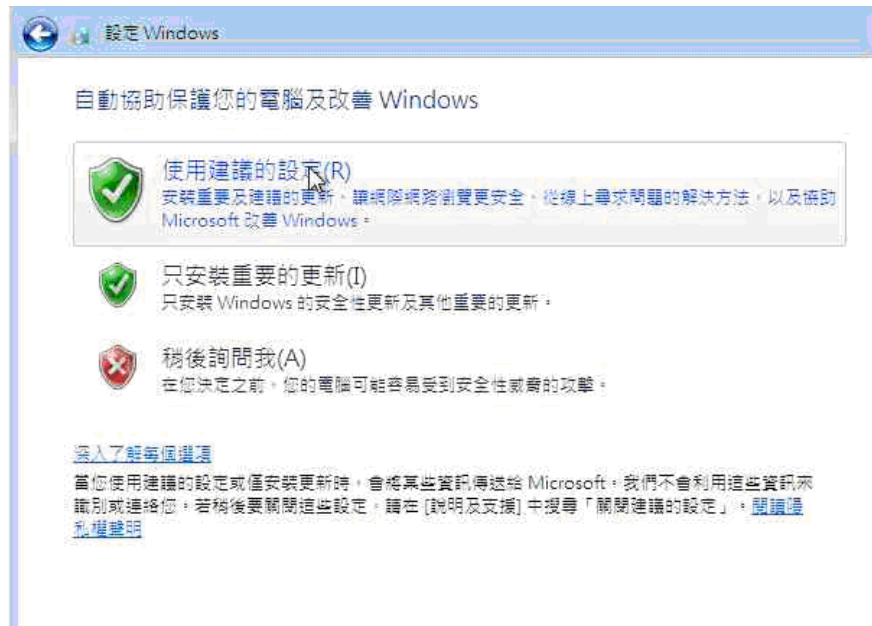 設定 Windows
自動協助保護您的電腦及改善 Windows
使用建議的設定(R)
安裝重要及建議的更新、讓網際網路瀏覽更安全、從線上尋求問題的解決方法，以及協助
Microsoft 改善 Windows。
只安裝重要的更新(I)
只安裝 Windows 的安全性更新及其他重要的更新。
稍後詢問我(A)
在您決定之前，您的電腦可能容易受到安全性威脅的攻擊。
深入了解每個選項
當您使用建議的設定或僅安裝更新時，會將某些資訊傳送給 Microsoft。我們不會利用這些資訊來
識別或連絡您。若稍後要關閉這些設定，請在 [說明及支援] 中搜尋「關閉建議的設定」。閱讀隱
私權聲明